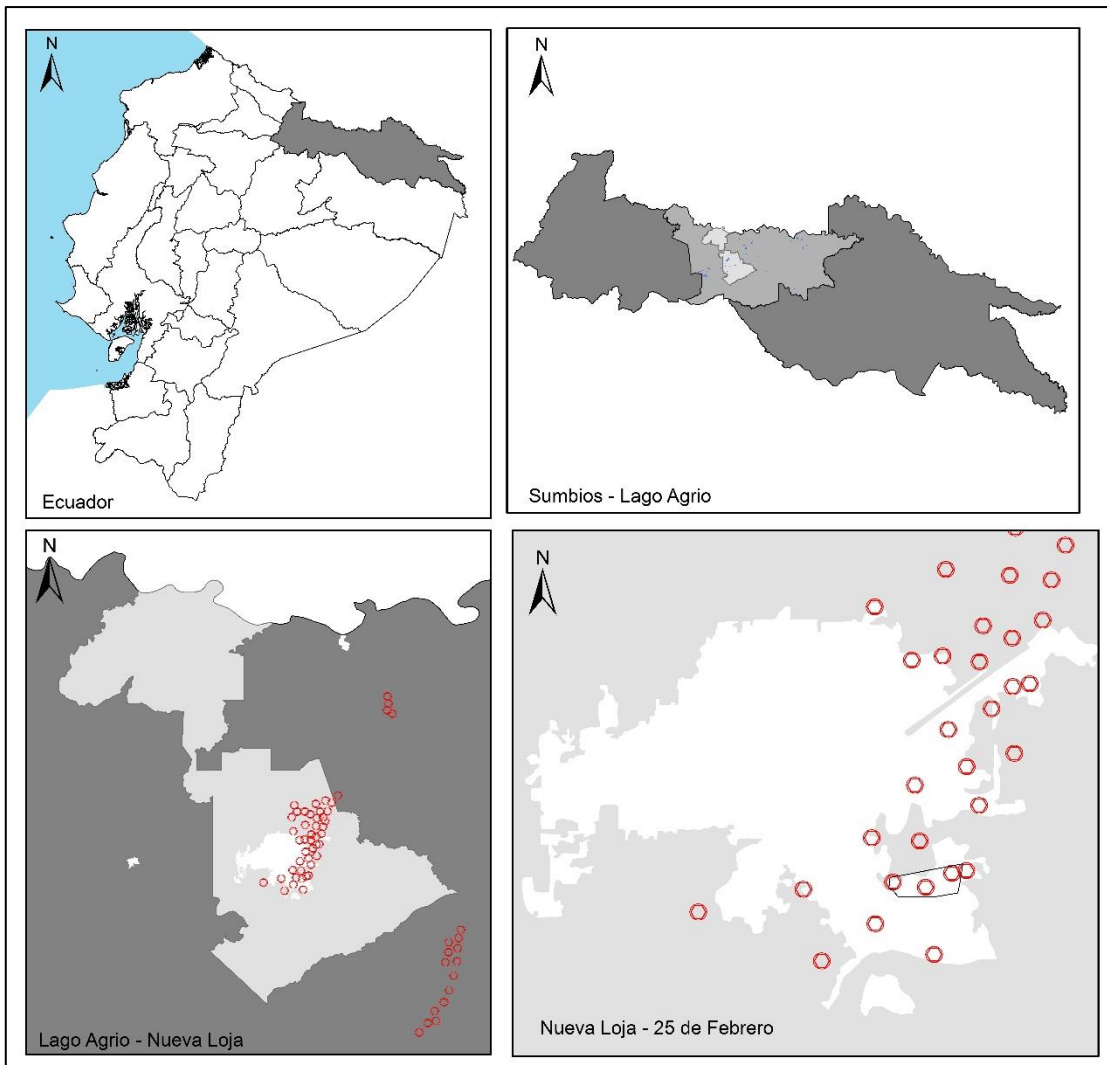 N
Ecuador
N
Sumbios - Lago Agrio
N
Lago Agrio - Nueva Loja
N
Nueva Loja - 25 de Febrero